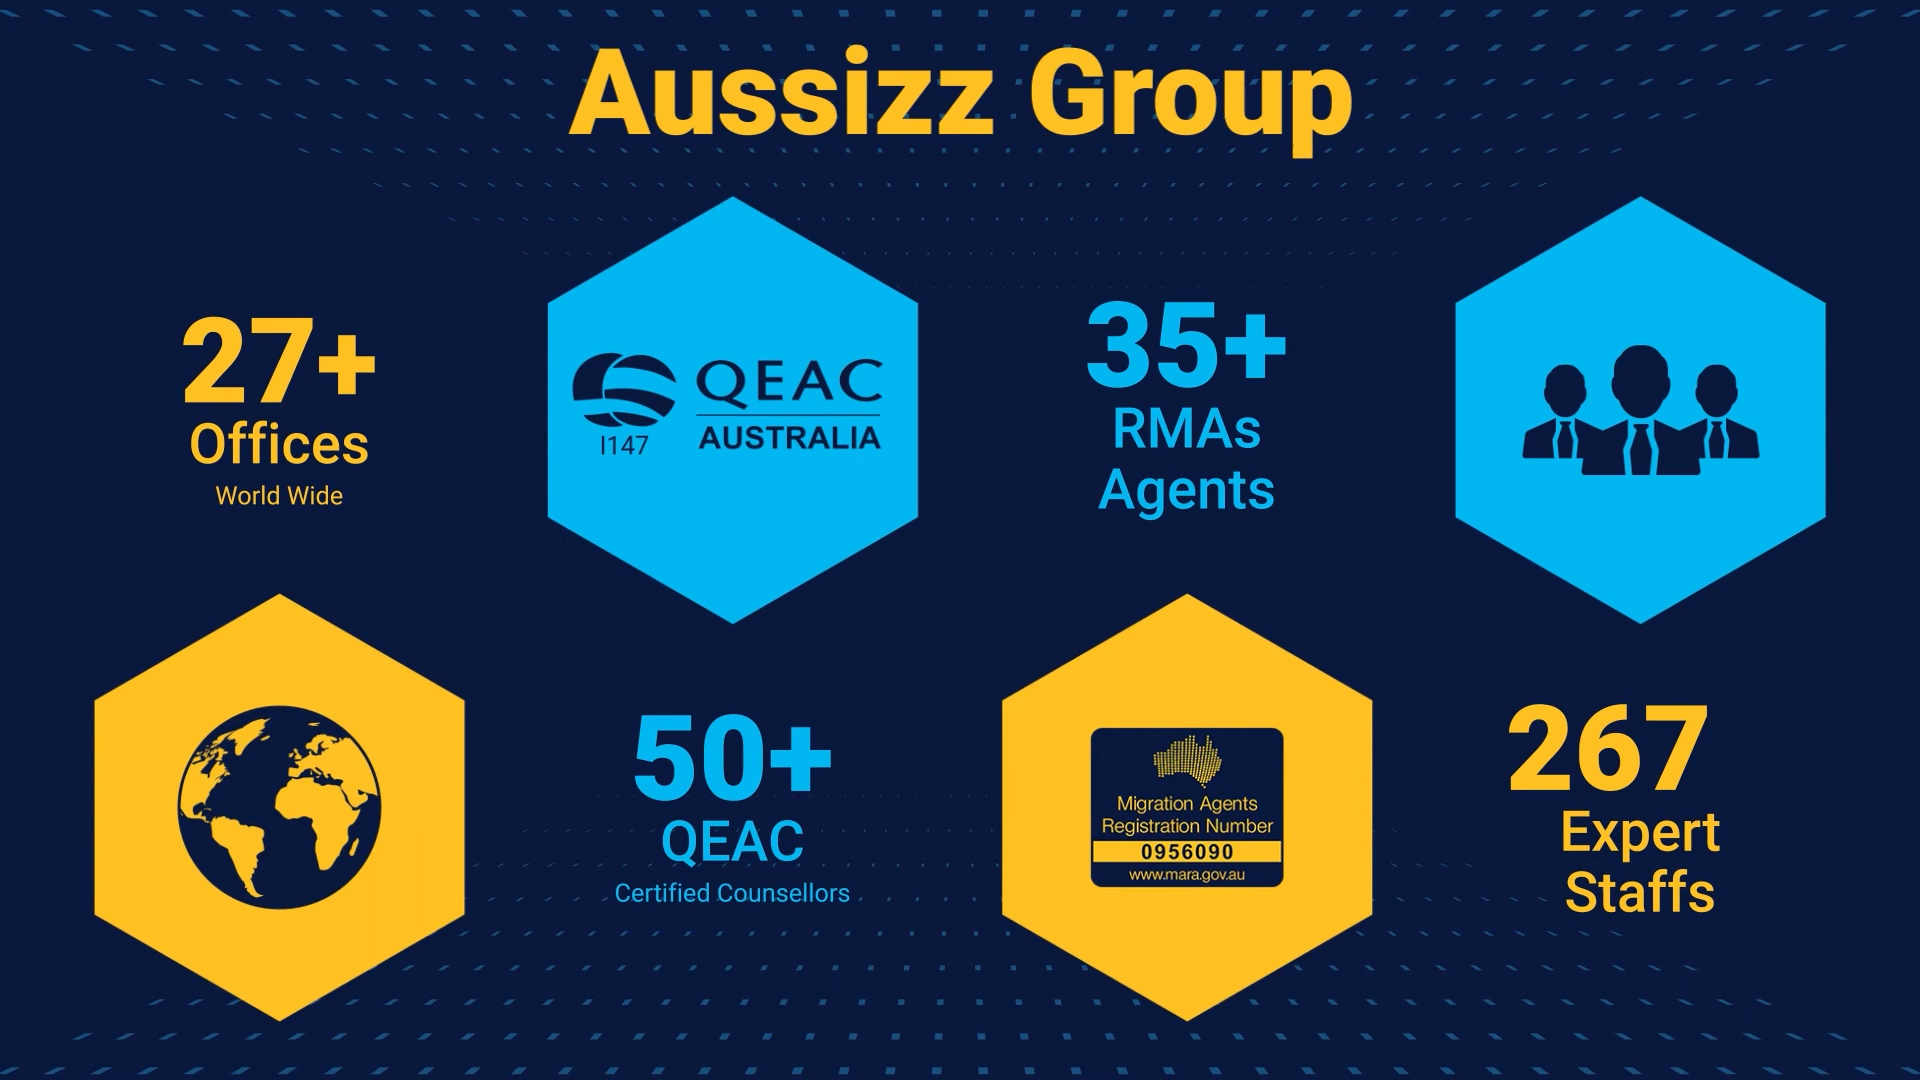 Aussizz Group
27+
Offices
World Wide
QEAC
AUSTRALIA
I147
35+
RMAs
Agents
50+
QEAC
Certified Counsellors
Migration Agents
Registration Number
0956090
www.mara.gov.au
267
Expert
Staffs